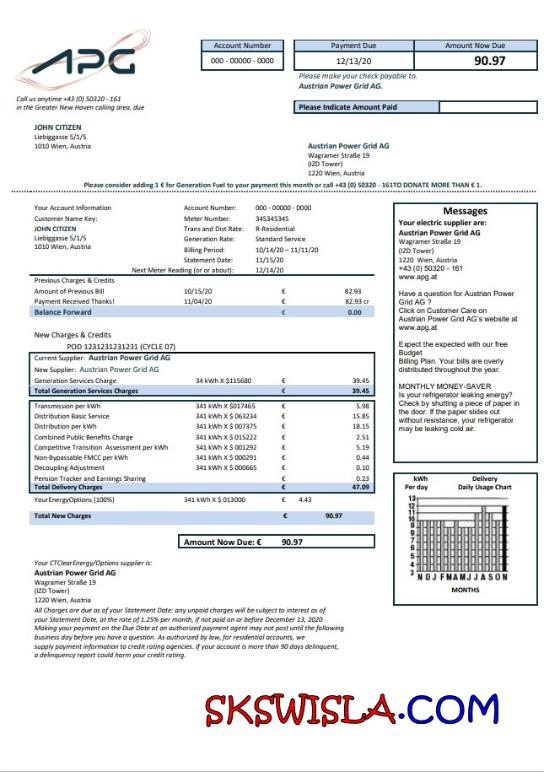 APG
Account Number
000 - 00000 - 0000
Payment Due
Amount Now Due
12/13/20
90.97
Please make your check payable to.
Austrian Power Grid AG.
Please Indicate Amount Paid
Call us anytime +43 (0) 50320 - 161
in the Greater New Haven calling area, due
JOHN CITIZEN
Liebiggasse 5/1/5
1010 Wien, Austria
Austrian Power Grid AG
Wagramer Straße 19
(IZD Tower)
1220 Wien, Austria
Please consider adding 1 € for Generation Fuel to your payment this month or call +43 (0) 50320 - 161TO DONATE MORE THAN € 1.
Your Account Information
Customer Name Key:
JOHN CITIZEN
Liebiggasse 5/1/5
1010 Wien, Austria
Account Number: 000 - 00000 - 0000
Meter Number: 345345345
Trans and Dist Rate: R-Residential
Generation Rate: Standard Service
Billing Period: 10/14/20 – 11/11/20
Statement Date: 11/15/20
Next Meter Reading (or or about): 12/14/20
Previous Charges & Credits
Amount of Previous Bill 10/15/20 € 82.93
Payment Received Thanks! 11/04/20 € 82.93 cr
Balance Forward € 0.00
New Charges & Credits
POD 1231231231231 (CYCLE 07)
Current Supplier: Austrian Power Grid AG
New Supplier: Austrian Power Grid AG
Generation Services Charge 34 kWh X $115680 € 39.45
Total Generation Services Charges € 39.45
Transmission per kWh 341 kWh X $017465 € 5.98
Distribution Basic Service 341 kWh X $ 063234 € 15.85
Distribution per kWh 341 kWh X $ 007375 € 18.15
Combined Public Benefits Charge 341 kWh X $ 015222 € 2.51
Competitive Transition Assessment per kWh 341 kWh X $ 001292 € 5.19
Non-Bypassable FMCC per kWh 341 kWh X $ 000291 € 0.44
Decoupling Adjustment 341 kWh X $ 000665 € 0.10
Pension Tracker and Earnings Sharing € 0.23
Total Delivery Charges € 47.09
YourEnergyOptions (100%) 341 kWh X $ 013000 € 4.43
Total New Charges € 90.97
Amount Now Due: € 90.97
Your CTClearEnergy/Options supplier is:
Austrian Power Grid AG
Wagramer Straße 19
(IZD Tower)
1220 Wien, Austria
All Charges are due as of your Statement Date: any unpaid charges will be subject to interest as of
your Statement Date, at the rate of 1.25% per month, if not paid on or before December 13, 2020
Making your payment on the Due Date at an authorized payment agency may not post until the following
business day before you have a question. As authorized by law, for residential accounts, we
supply payment information to credit rating agencies. If your account is more than 90 days delinquent,
a delinquency report could harm your credit rating.
Messages
Your electric supplier are:
Austrian Power Grid AG
Wagramer Straße 19
(IZD Tower)
1220 Wien, Austria
+43 (0) 50320 - 161
www.apg.at
Have a question for Austrian Power
Grid AG ?
Click on Customer Care on
Austrian Power Grid AG's website at
www.apg.at
Expect the expected with our free
Budget
Billing Plan. Your bills are overly
distributed throughout the year.
MONTHLY MONEY-SAVER
Is your refrigerator leaking energy?
Check by shutting a piece of paper in
the door. If the paper slides out
without resistance, your refrigerator
may be leaking cold air.
kWh
Per day
Delivery
Daily Usage Chart
13
12
11
10
9
8
7
6
5
4
3
N D J F M A M J J A S O N
MONTHS
SKSWISLA.COM